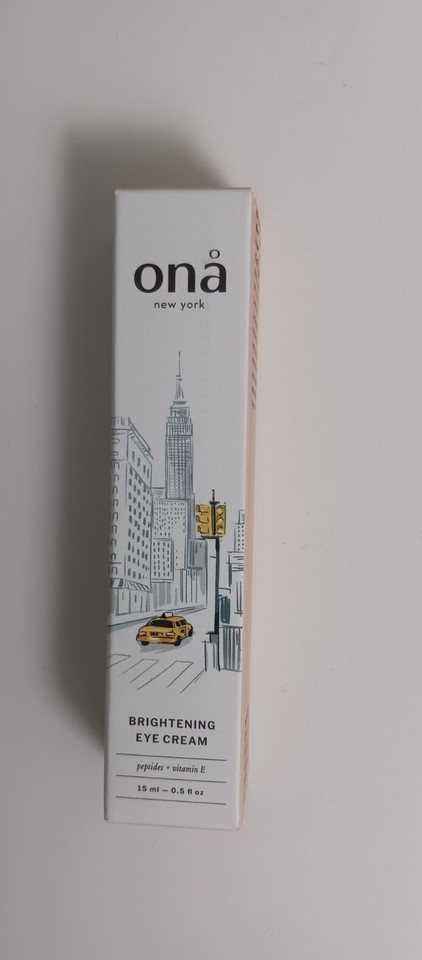 onå
new york
BRIGHTENING
EYE CREAM
peptides + vitamin E
15 ml — 0.5 fl oz